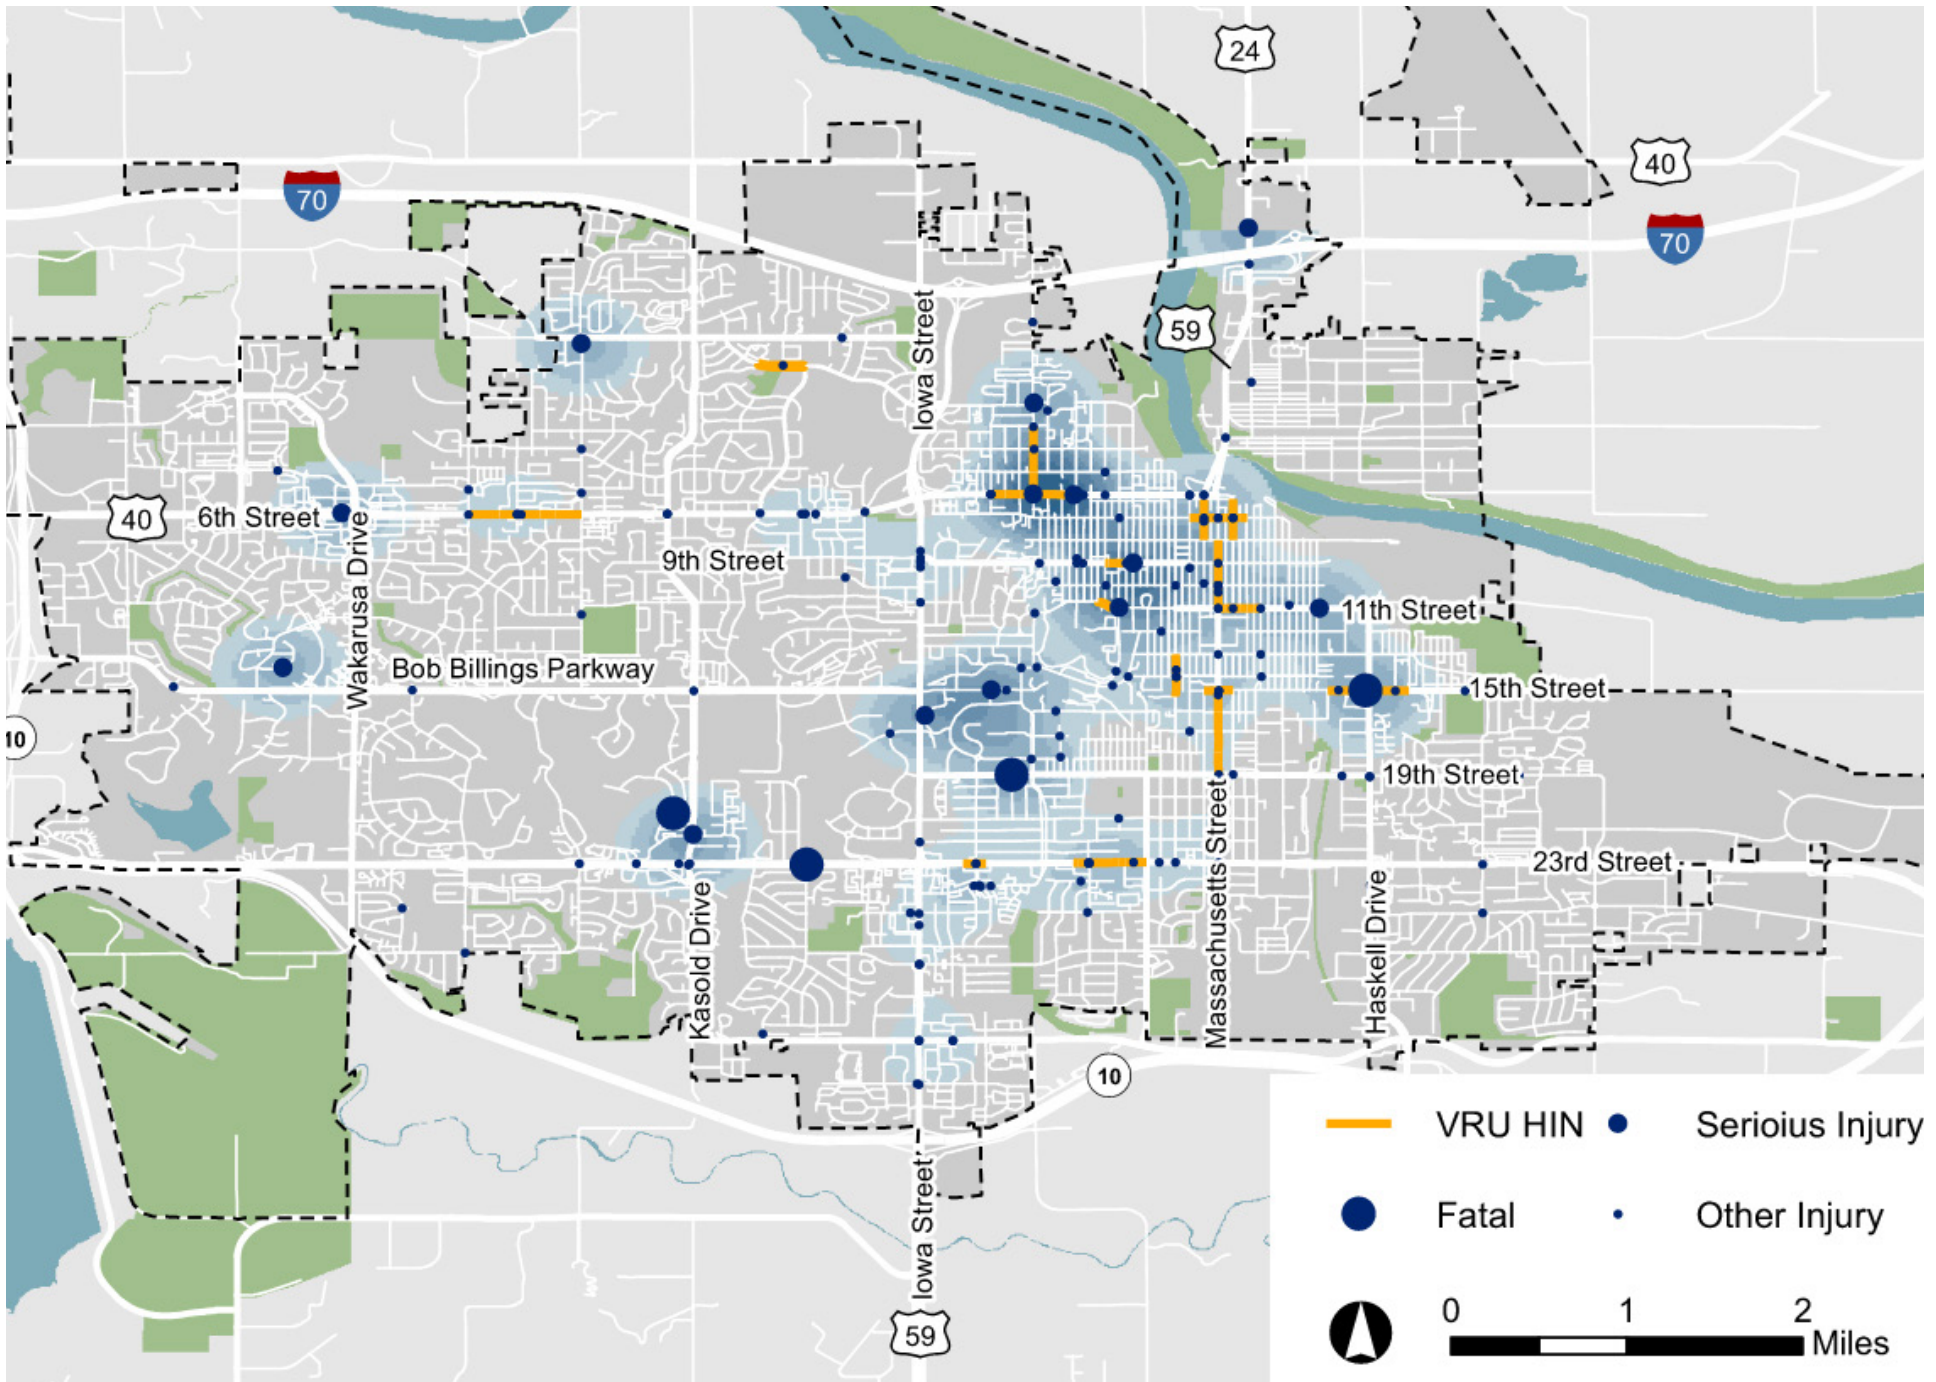 24
40
70
70
59
Iowa Street
40
6th Street
9th Street
Wakarusa Drive
11th Street
Bob Billings Parkway
15th Street
10
19th Street
Massachusetts Street
23rd Street
Kasold Drive
Haskell Drive
10
Iowa Street
59
VRU HIN
Serioius Injury
Fatal
Other Injury
0 1 2
Miles